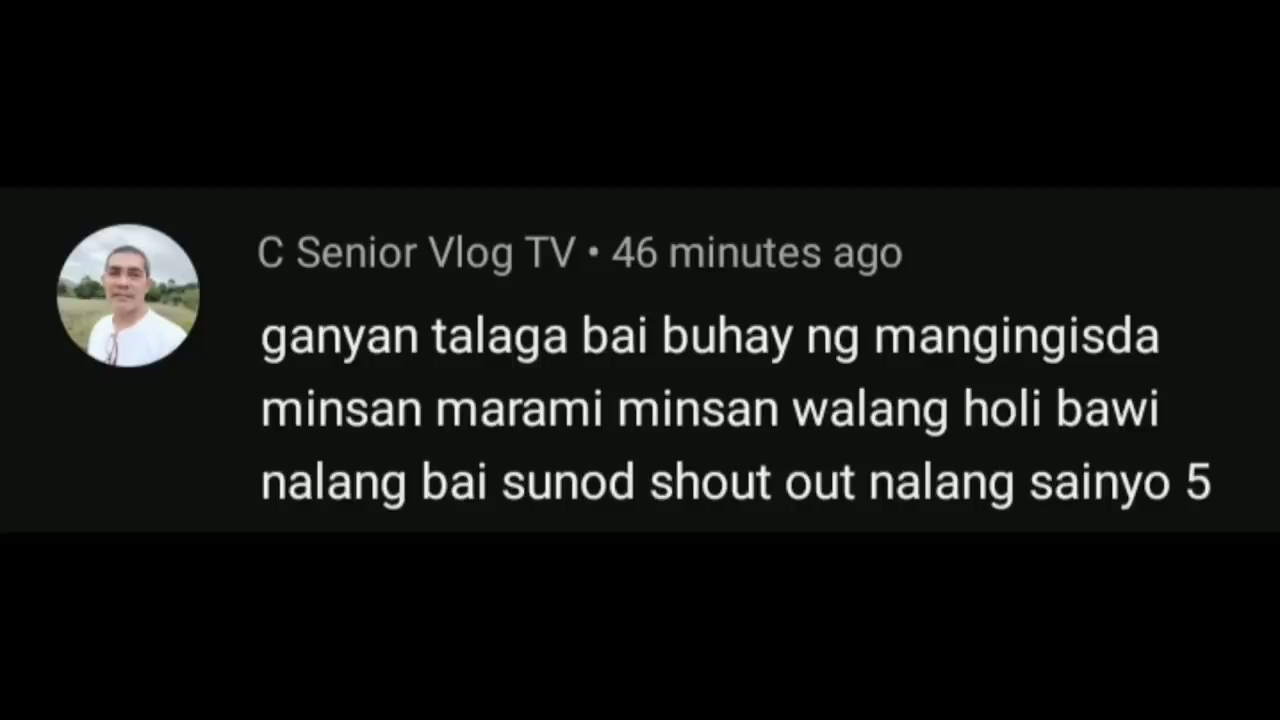 C Senior Vlog TV • 46 minutes ago
ganyan talaga bai buhay ng mangingisda
minsan marami minsan walang holi bawi
nalang bai sunod shout out nalang sainyo 5